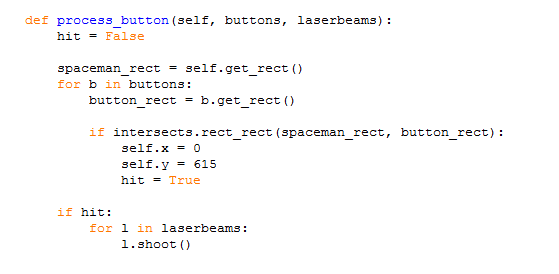 def process_button(self, buttons, laserbeams):
    hit = False

    spaceman_rect = self.get_rect()
    for b in buttons:
        button_rect = b.get_rect()

        if intersects.rect_rect(spaceman_rect, button_rect):
            self.x = 0
            self.y = 615
            hit = True

    if hit:
        for l in laserbeams:
            l.shoot()